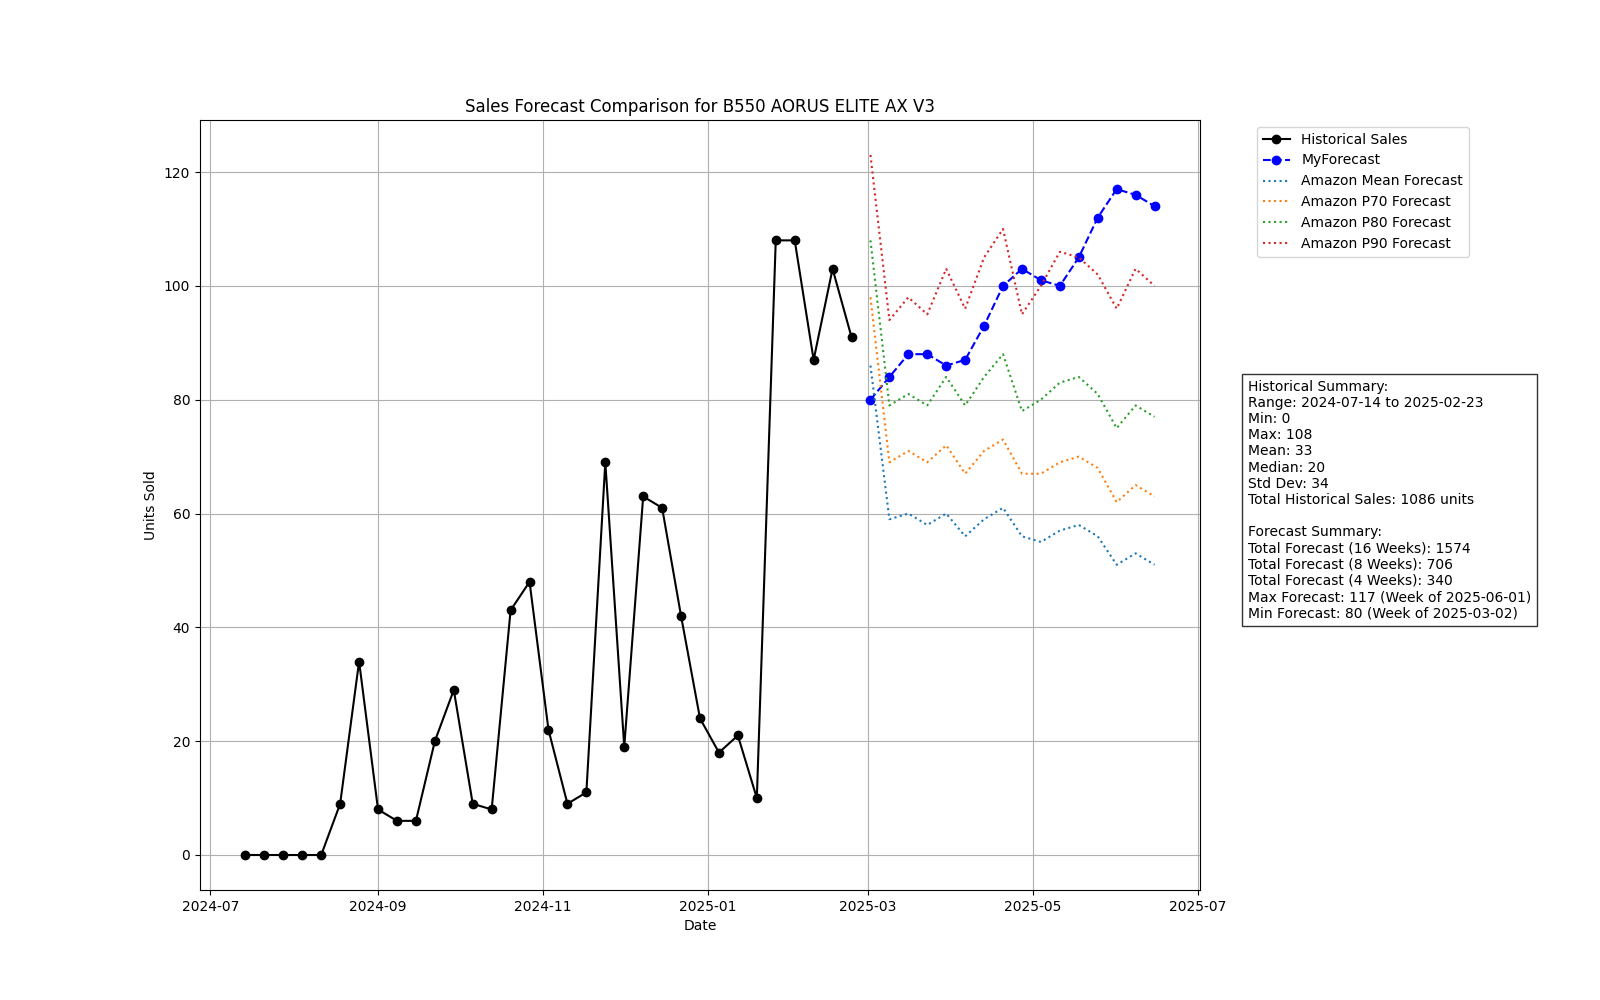 Sales Forecast Comparison for B550 AORUS ELITE AX V3
Historical Sales
MyForecast
Amazon Mean Forecast
Amazon P70 Forecast
Amazon P80 Forecast
Amazon P90 Forecast
120
100
80
60
40
20
0
Units Sold
2024-07
2024-09
2024-11
2025-01
2025-03
2025-05
2025-07
Date
Historical Summary:
Range: 2024-07-14 to 2025-02-23
Min: 0
Max: 108
Mean: 33
Median: 20
Std Dev: 34
Total Historical Sales: 1086 units
Forecast Summary:
Total Forecast (16 Weeks): 1574
Total Forecast (8 Weeks): 706
Total Forecast (4 Weeks): 340
Max Forecast: 117 (Week of 2025-06-01)
Min Forecast: 80 (Week of 2025-03-02)